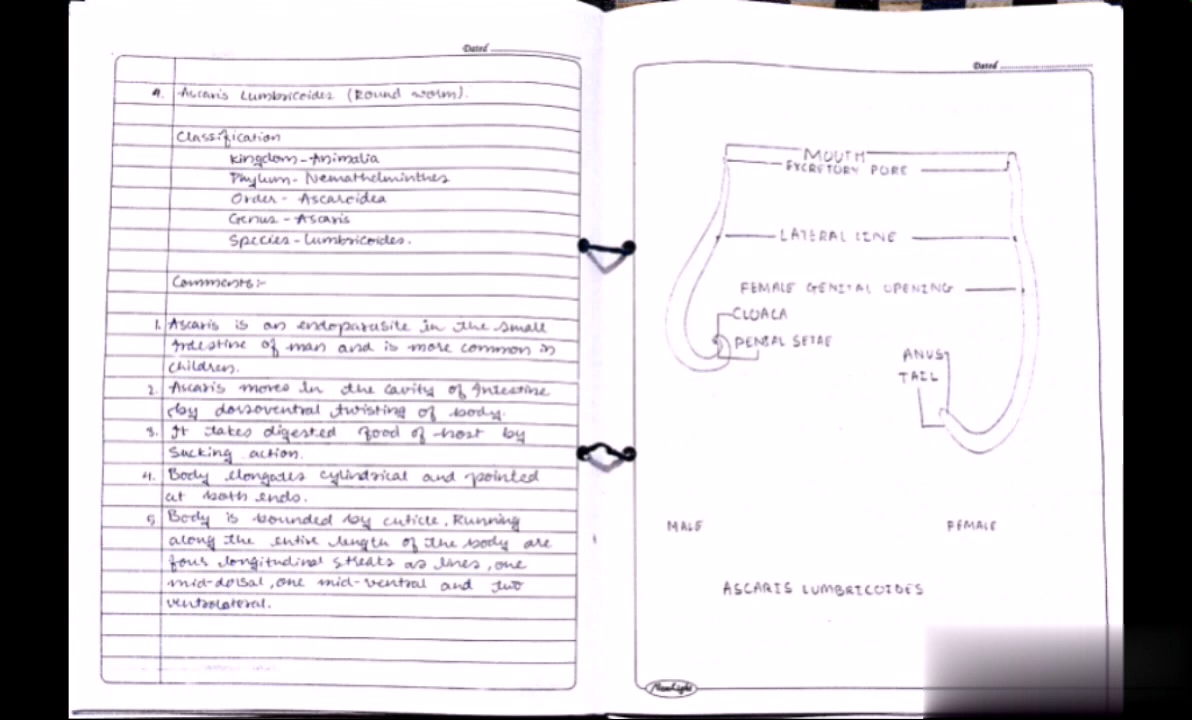 Dated
4. Ascaris Lumbricoides (Round worm).
Classification
Kingdom - Animalia
Phylum - Nemathelminthes
Order - Ascaroidea
Genus - Ascaris
Species - Lumbricoides.
Comments:-
1. Ascaris is an endoparasite in the small
Intestine of man and is more common in
children.
2. Ascaris moves in the cavity of Intestine
by dorsoventral twisting of body.
3. It takes digested food of host by
Sucking action.
4. Body elongates cylindrical and pointed
at both ends.
5. Body is bounded by cuticle. Running
along the entire length of the body are
four longitudinal streaks as lines, one
mid-dorsal, one mid-ventral and two
ventrolateral.
Dated
MOUTH
EXCRETORY PORE
LATERAL LINE
FEMALE GENITAL OPENING
CLOACA
PENIAL SETAE
ANUS
TAIL
MALE
FEMALE
ASCARIS LUMBRICOIDES